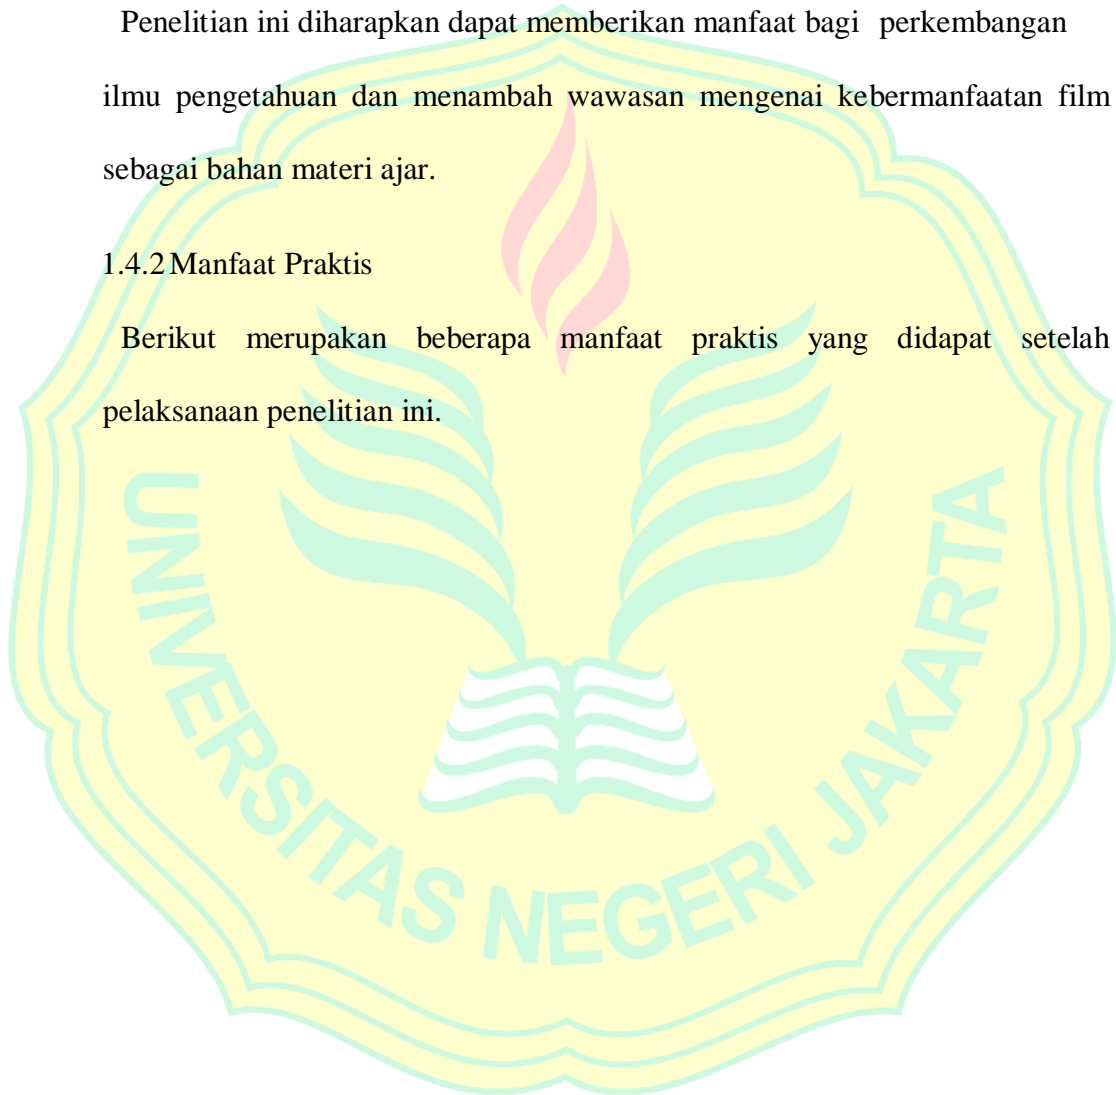 Penelitian ini diharapkan dapat memberikan manfaat bagi perkembangan
ilmu pengetahuan dan menambah wawasan mengenai kebermanfaatan film
sebagai bahan materi ajar.
1.4.2 Manfaat Praktis
Berikut merupakan beberapa manfaat praktis yang didapat setelah
pelaksanaan penelitian ini.
UNIVERSITAS NEGERI JAKARTA